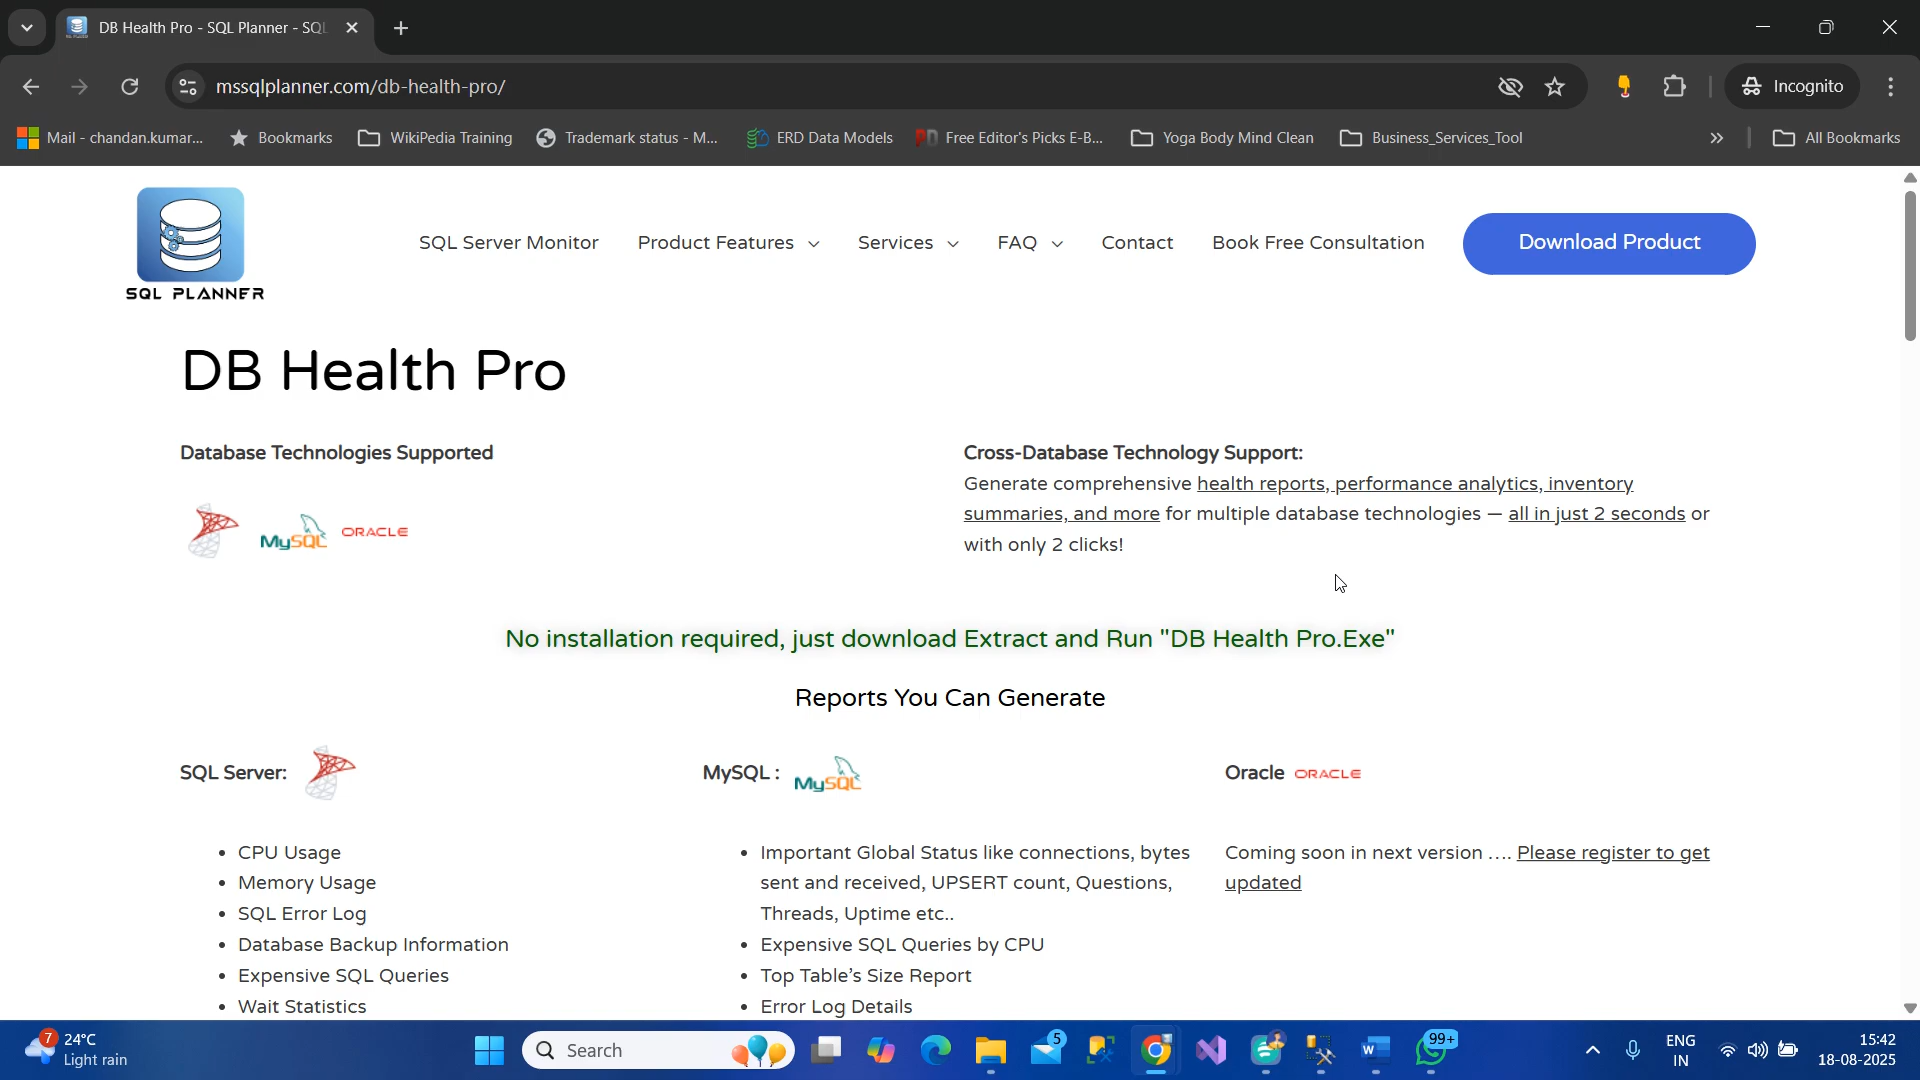 DB Health Pro - SQL Planner - SQL
mssqlplanner.com/db-health-pro/
Incognito
Mail - chandan.kumar...
Bookmarks
WikiPedia Training
Trademark status - M...
ERD Data Models
Free Editor's Picks E-B...
Yoga Body Mind Clean
Business_Services_Tool
All Bookmarks
SQL PLANNER
SQL Server Monitor
Product Features
Services
FAQ
Contact
Book Free Consultation
Download Product
DB Health Pro
Database Technologies Supported
MySQL
ORACLE
Cross-Database Technology Support:
Generate comprehensive health reports, performance analytics, inventory
summaries, and more for multiple database technologies — all in just 2 seconds or
with only 2 clicks!
No installation required, just download Extract and Run "DB Health Pro.Exe"
Reports You Can Generate
SQL Server:
• CPU Usage
• Memory Usage
• SQL Error Log
• Database Backup Information
• Expensive SQL Queries
• Wait Statistics
MySQL :
MySQL
• Important Global Status like connections, bytes
sent and received, UPSERT count, Questions,
Threads, Uptime etc..
• Expensive SQL Queries by CPU
• Top Table's Size Report
• Error Log Details
Oracle ORACLE
Coming soon in next version .... Please register to get
updated
7
24°C
Light rain
Search
5
99+
ENG
IN
15:42
18-08-2025